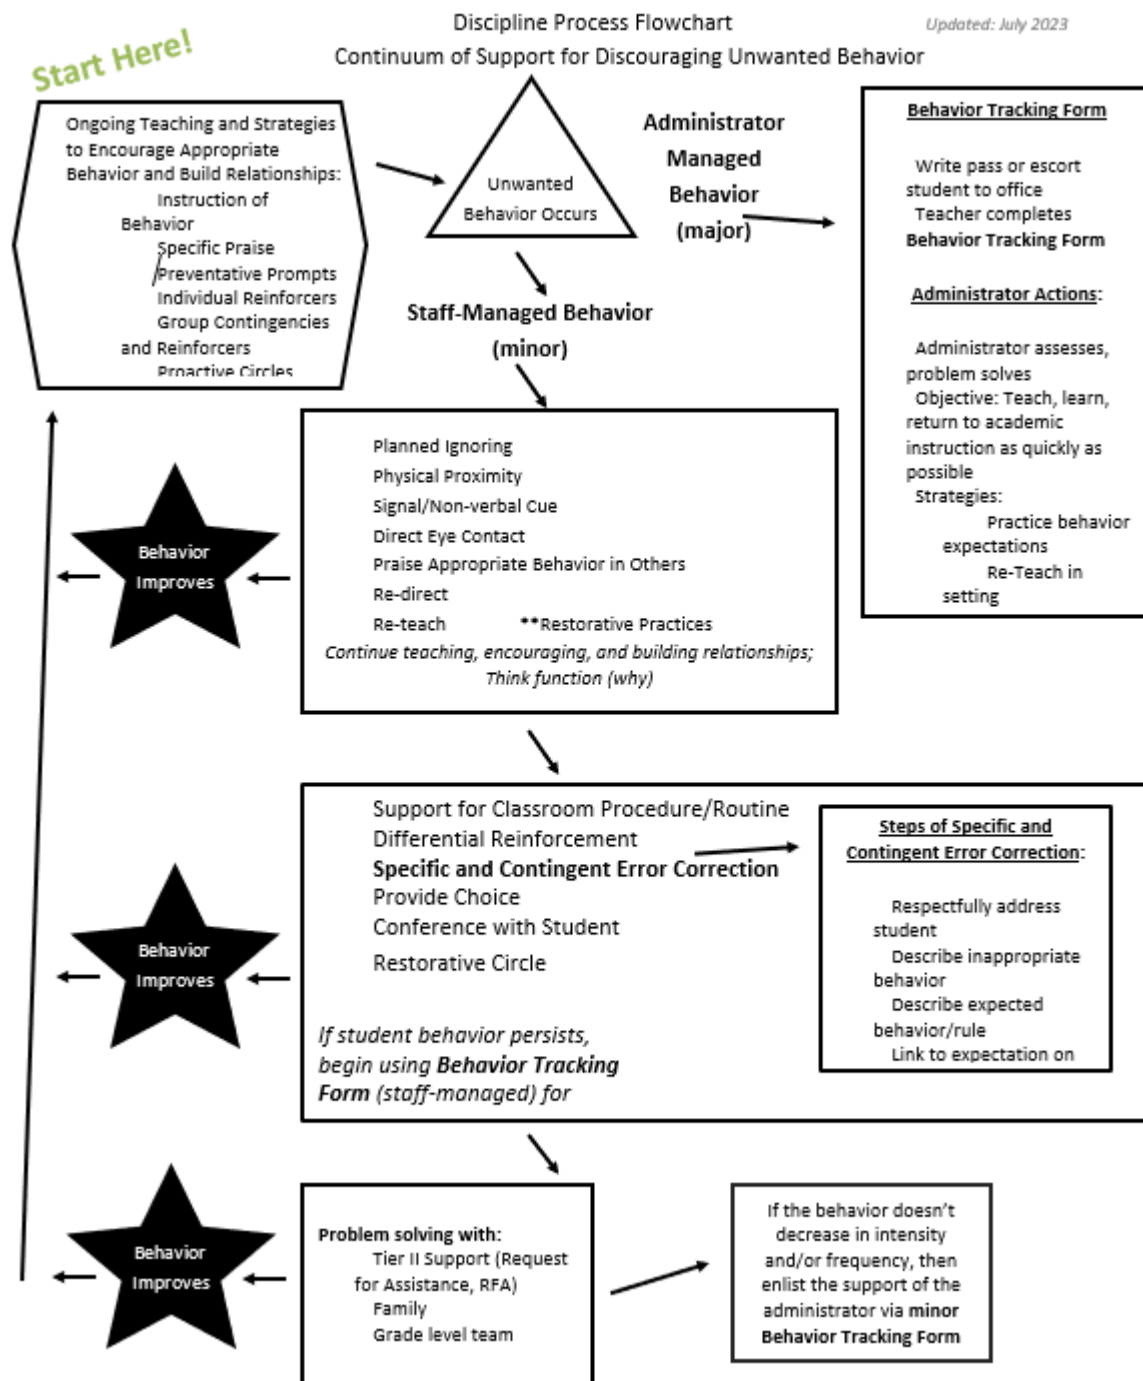 Discipline Process Flowchart
Updated: July 2023
Continuum of Support for Discouraging Unwanted Behavior
Start Here!
Ongoing Teaching and Strategies
to Encourage Appropriate
Behavior and Build Relationships:
Instruction of
Behavior
Specific Praise
Preventative Prompts
Individual Reinforcers
Group Contingencies
and Reinforcers
Proactive Circles
Unwanted
Behavior Occurs
Administrator
Managed
Behavior
(major)
Behavior Tracking Form
Write pass or escort
student to office
Teacher completes
Behavior Tracking Form
Administrator Actions:
Administrator assesses,
problem solves
Objective: Teach, learn,
return to academic
instruction as quickly as
possible
Strategies:
Practice behavior
expectations
Re-Teach in
setting
Staff-Managed Behavior
(minor)
Planned Ignoring
Physical Proximity
Signal/Non-verbal Cue
Direct Eye Contact
Praise Appropriate Behavior in Others
Re-direct
Re-teach **Restorative Practices
Continue teaching, encouraging, and building relationships;
Think function (why)
Behavior
Improves
Support for Classroom Procedure/Routine
Differential Reinforcement
Specific and Contingent Error Correction
Provide Choice
Conference with Student
Restorative Circle
If student behavior persists,
begin using Behavior Tracking
Form (staff-managed) for
Steps of Specific and
Contingent Error Correction:
Respectfully address
student
Describe inappropriate
behavior
Describe expected
behavior/rule
Link to expectation on
Behavior
Improves
Problem solving with:
Tier II Support (Request
for Assistance, RFA)
Family
Grade level team
Behavior
Improves
If the behavior doesn't
decrease in intensity
and/or frequency, then
enlist the support of the
administrator via minor
Behavior Tracking Form